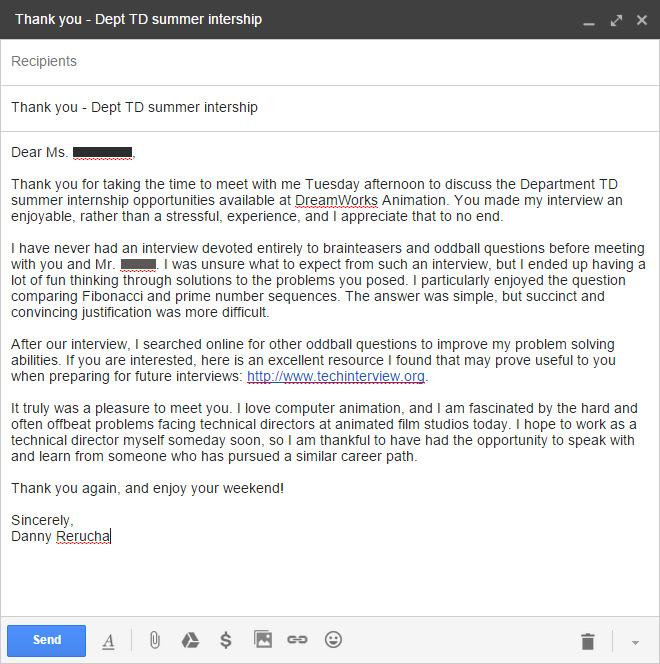 Thank you - Dept TD summer intership
Recipients
Thank you - Dept TD summer intership
Dear Ms. ,
Thank you for taking the time to meet with me Tuesday afternoon to discuss the Department TD
summer internship opportunities available at DreamWorks Animation. You made my interview an
enjoyable, rather than a stressful, experience, and I appreciate that to no end.
I have never had an interview devoted entirely to brainteasers and oddball questions before meeting
with you and Mr. . I was unsure what to expect from such an interview, but I ended up having a
lot of fun thinking through solutions to the problems you posed. I particularly enjoyed the question
comparing Fibonacci and prime number sequences. The answer was simple, but succinct and
convincing justification was more difficult.
After our interview, I searched online for other oddball questions to improve my problem solving
abilities. If you are interested, here is an excellent resource I found that may prove useful to you
when preparing for future interviews: http://www.techinterview.org.
It truly was a pleasure to meet you. I love computer animation, and I am fascinated by the hard and
often offbeat problems facing technical directors at animated film studios today. I hope to work as a
technical director myself someday soon, so I am thankful to have had the opportunity to speak with
and learn from someone who has pursued a similar career path.
Thank you again, and enjoy your weekend!
Sincerely,
Danny Rerucha
Send